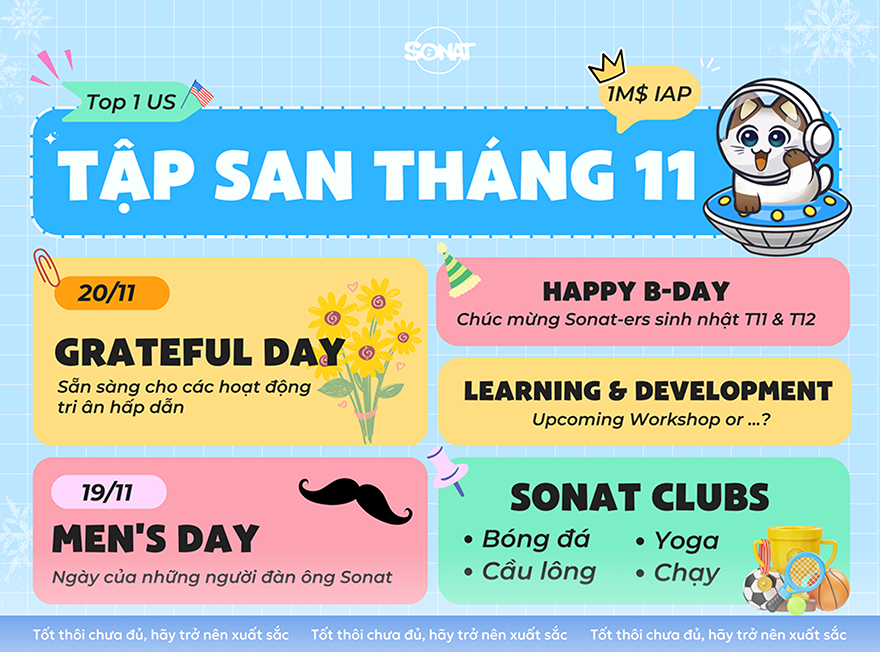 SONAT
Top 1 US
1M$ IAP
TẬP SAN THÁNG 11
20/11
GRATEFUL DAY
Sẵn sàng cho các hoạt động
tri ân hấp dẫn
HAPPY B-DAY
Chúc mừng Sonat-ers sinh nhật T11 & T12
LEARNING & DEVELOPMENT
Upcoming Workshop or ...?
19/11
MEN'S DAY
Ngày của những người đàn ông Sonat
SONAT CLUBS
• Bóng đá
• Cầu lông
• Yoga
• Chạy
Tốt thôi chưa đủ, hãy trở nên xuất sắc Tốt thôi chưa đủ, hãy trở nên xuất sắc Tốt thôi chưa đủ, hãy trở nên xuất sắc